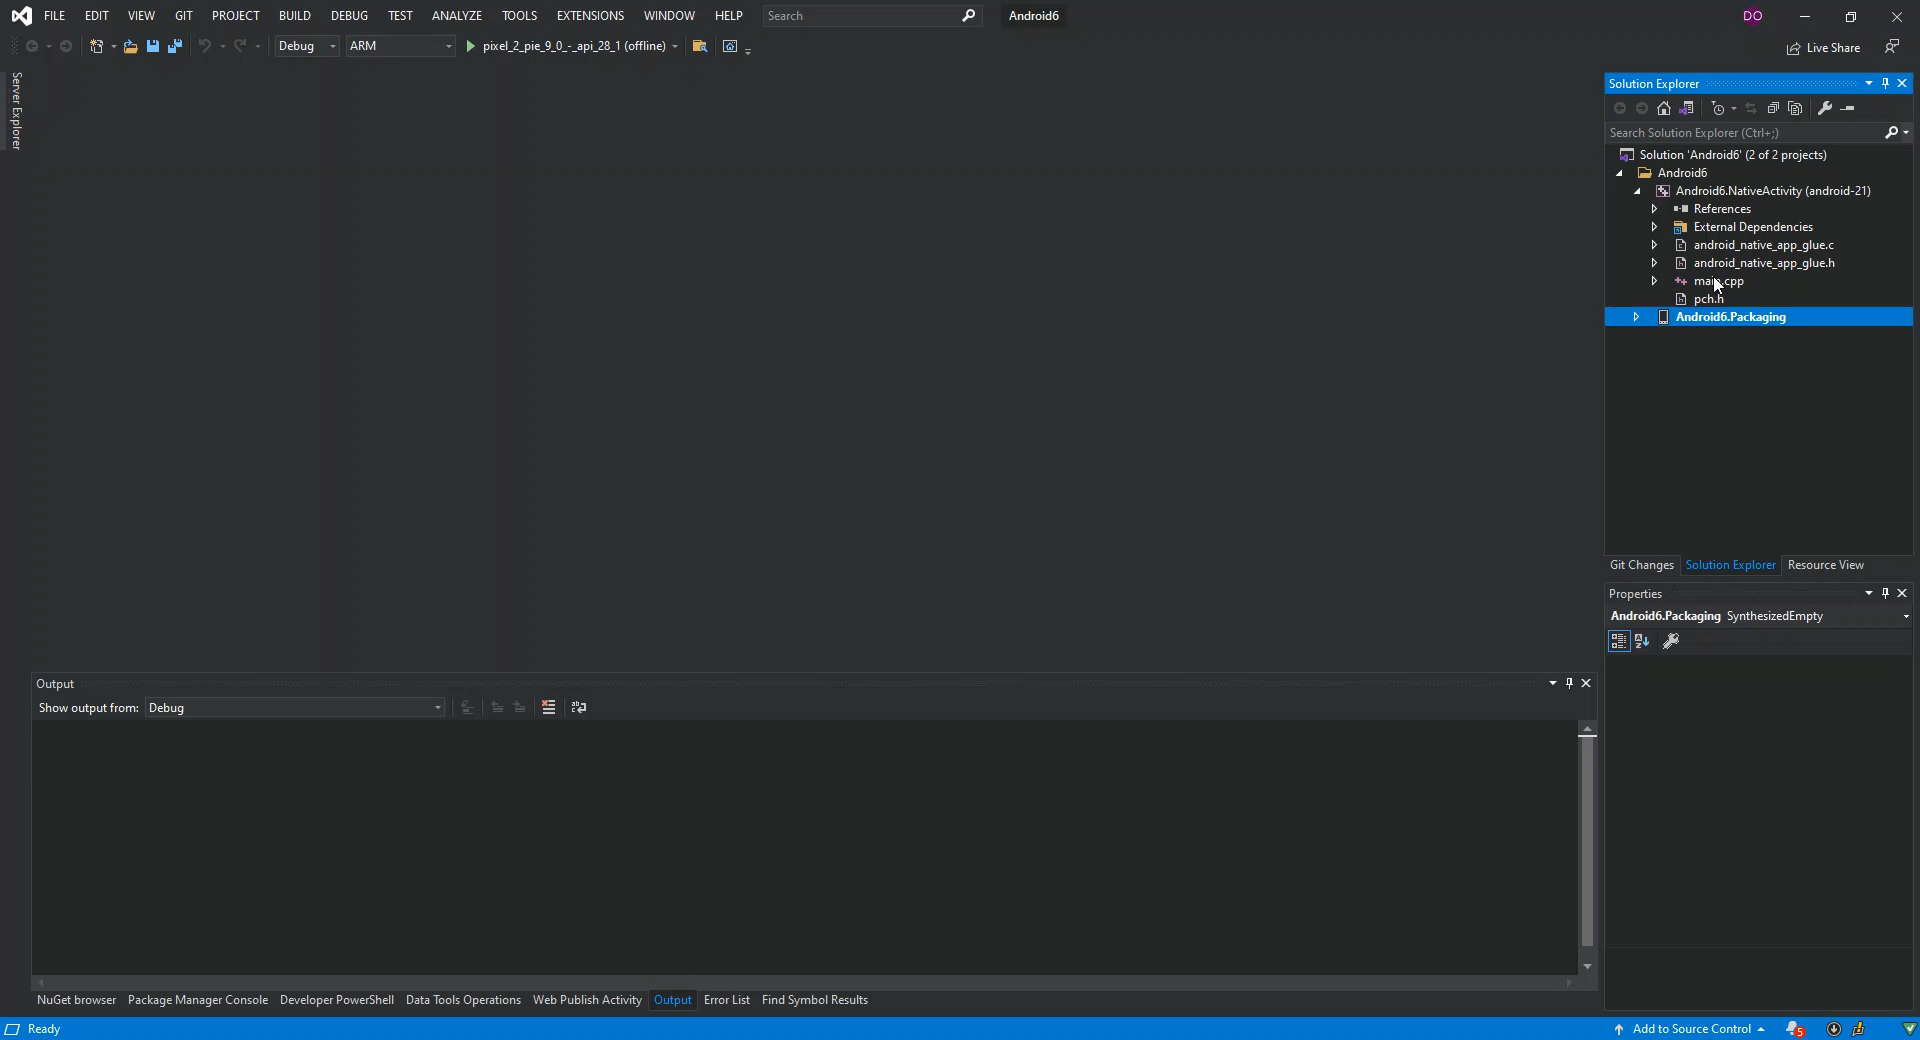 FILE EDIT VIEW GIT PROJECT BUILD DEBUG TEST ANALYZE TOOLS EXTENSIONS WINDOW HELP Search Android6 DO
Debug ARM pixel_2_pie_9_0_-_api_28_1 (offline) Live Share
Server Explorer
Solution Explorer
Search Solution Explorer (Ctrl+;)
Solution 'Android6' (2 of 2 projects)
Android6
Android6.NativeActivity (android-21)
References
External Dependencies
android_native_app_glue.c
android_native_app_glue.h
main.cpp
pch.h
Android6.Packaging
Git Changes Solution Explorer Resource View
Properties
Android6.Packaging SynthesizedEmpty
Output
Show output from: Debug
NuGet browser Package Manager Console Developer PowerShell Data Tools Operations Web Publish Activity Output Error List Find Symbol Results
Ready Add to Source Control 5